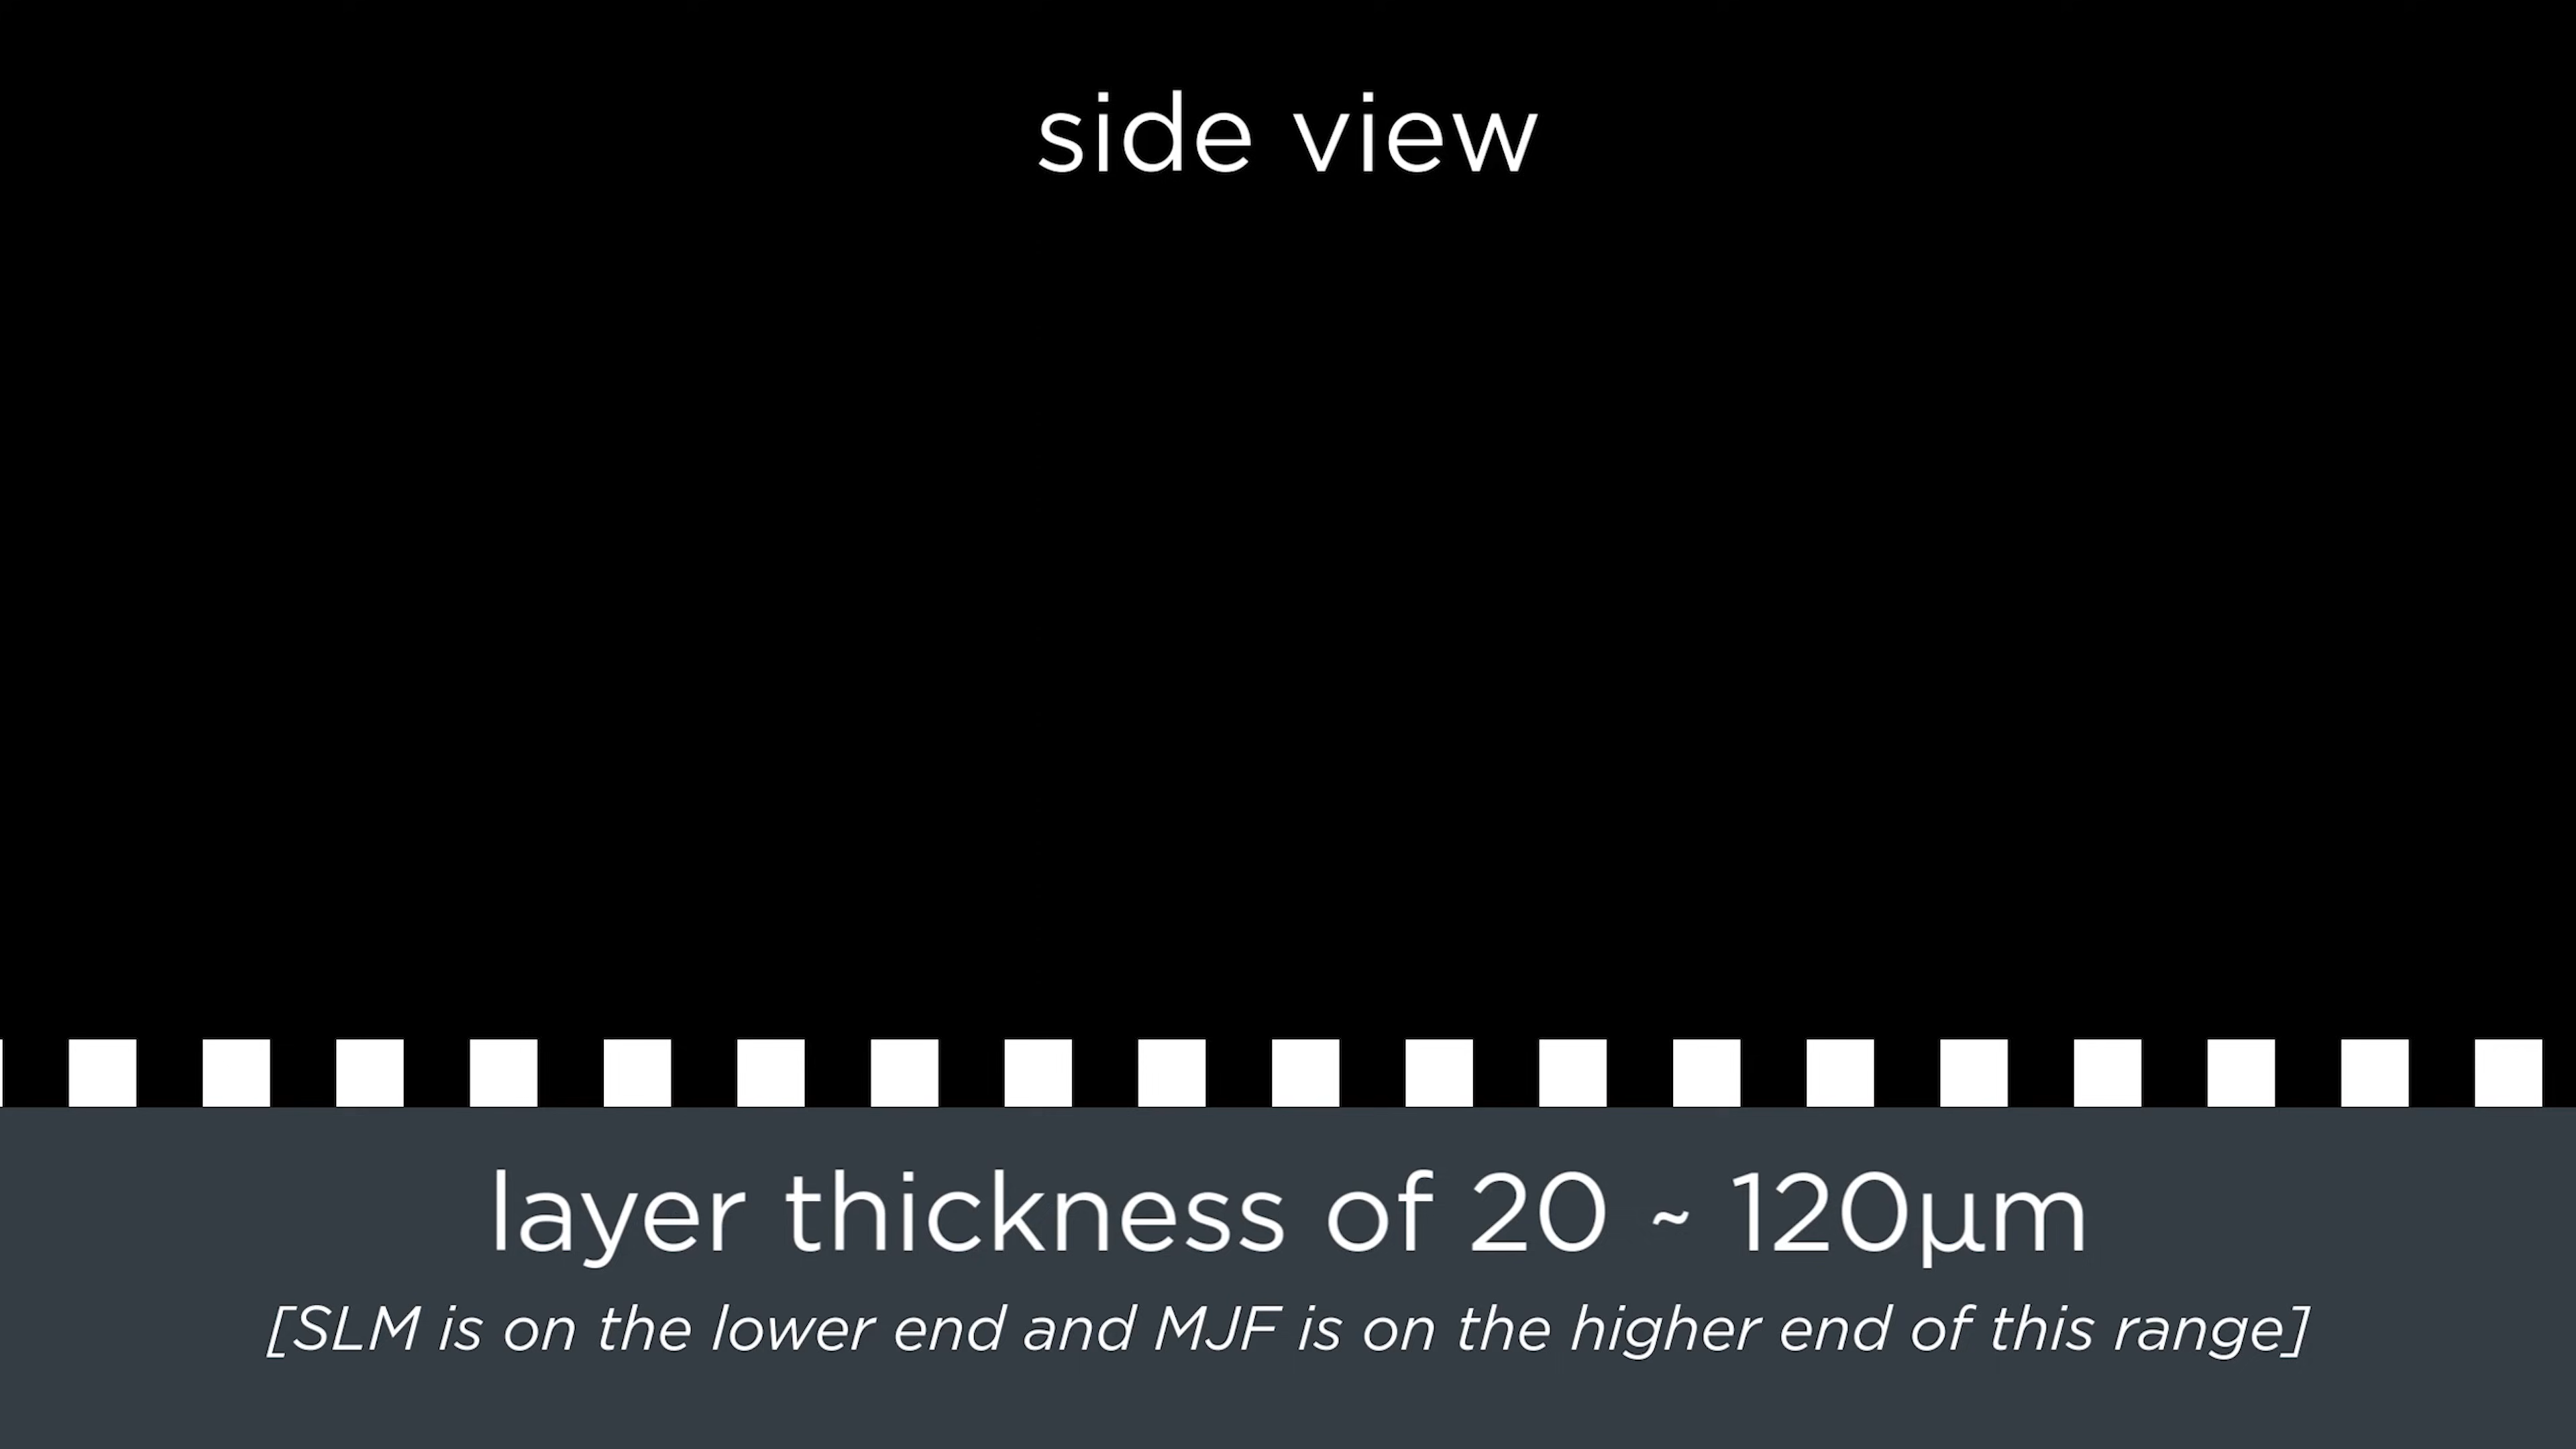 side view
layer thickness of 20 ~ 120µm
[SLM is on the lower end and MJF is on the higher end of this range]